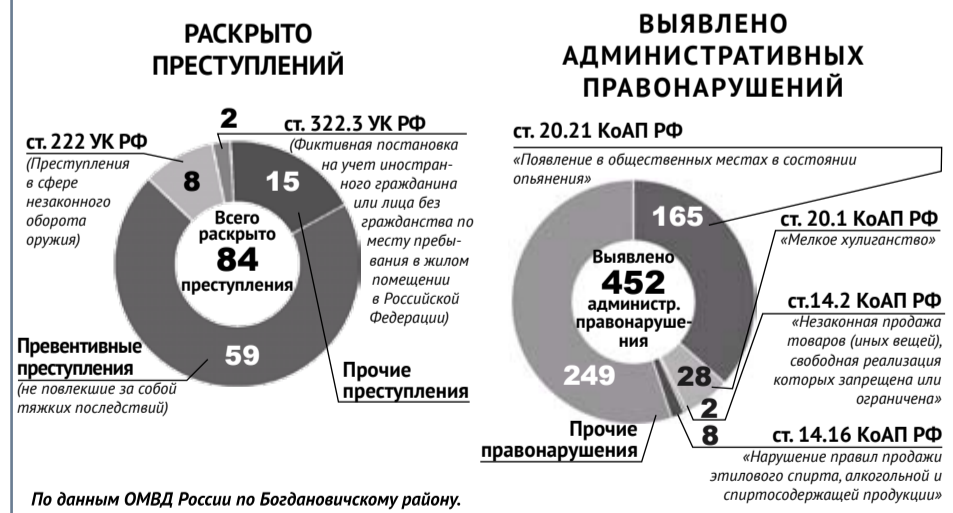 РАСКРЫТО
ПРЕСТУПЛЕНИЙ
ст. 222 УК РФ
(Преступления
в сфере
незаконного
оборота
оружия)
8
2
ст. 322.3 УК РФ
(Фиктивная постановка
на учет иностран-
ного гражданина
или лица без
гражданства по
месту пребы-
вания в жилом
помещении
в Российской
Федерации)
15
Всего
раскрыто
84
преступления
59
Превентивные
преступления
(не повлекшие за собой
тяжких последствий)
Прочие
преступления
ВЫЯВЛЕНО
АДМИНИСТРАТИВНЫХ
ПРАВОНАРУШЕНИЙ
ст. 20.21 КоАП РФ
«Появление в общественных местах в состоянии
опьянения»
165
ст. 20.1 КоАП РФ
«Мелкое хулиганство»
Выявлено
452
администр.
правонаруше-
ния
ст.14.2 КоАП РФ
«Незаконная продажа
товаров (иных вещей),
свободная реализация
которых запрещена или
ограничена»
249
28
2
8
Прочие
правонарушения
ст. 14.16 КоАП РФ
«Нарушение правил продажи
этилового спирта, алкогольной и
спиртосодержащей продукции»
По данным ОМВД России по Богдановичскому району.